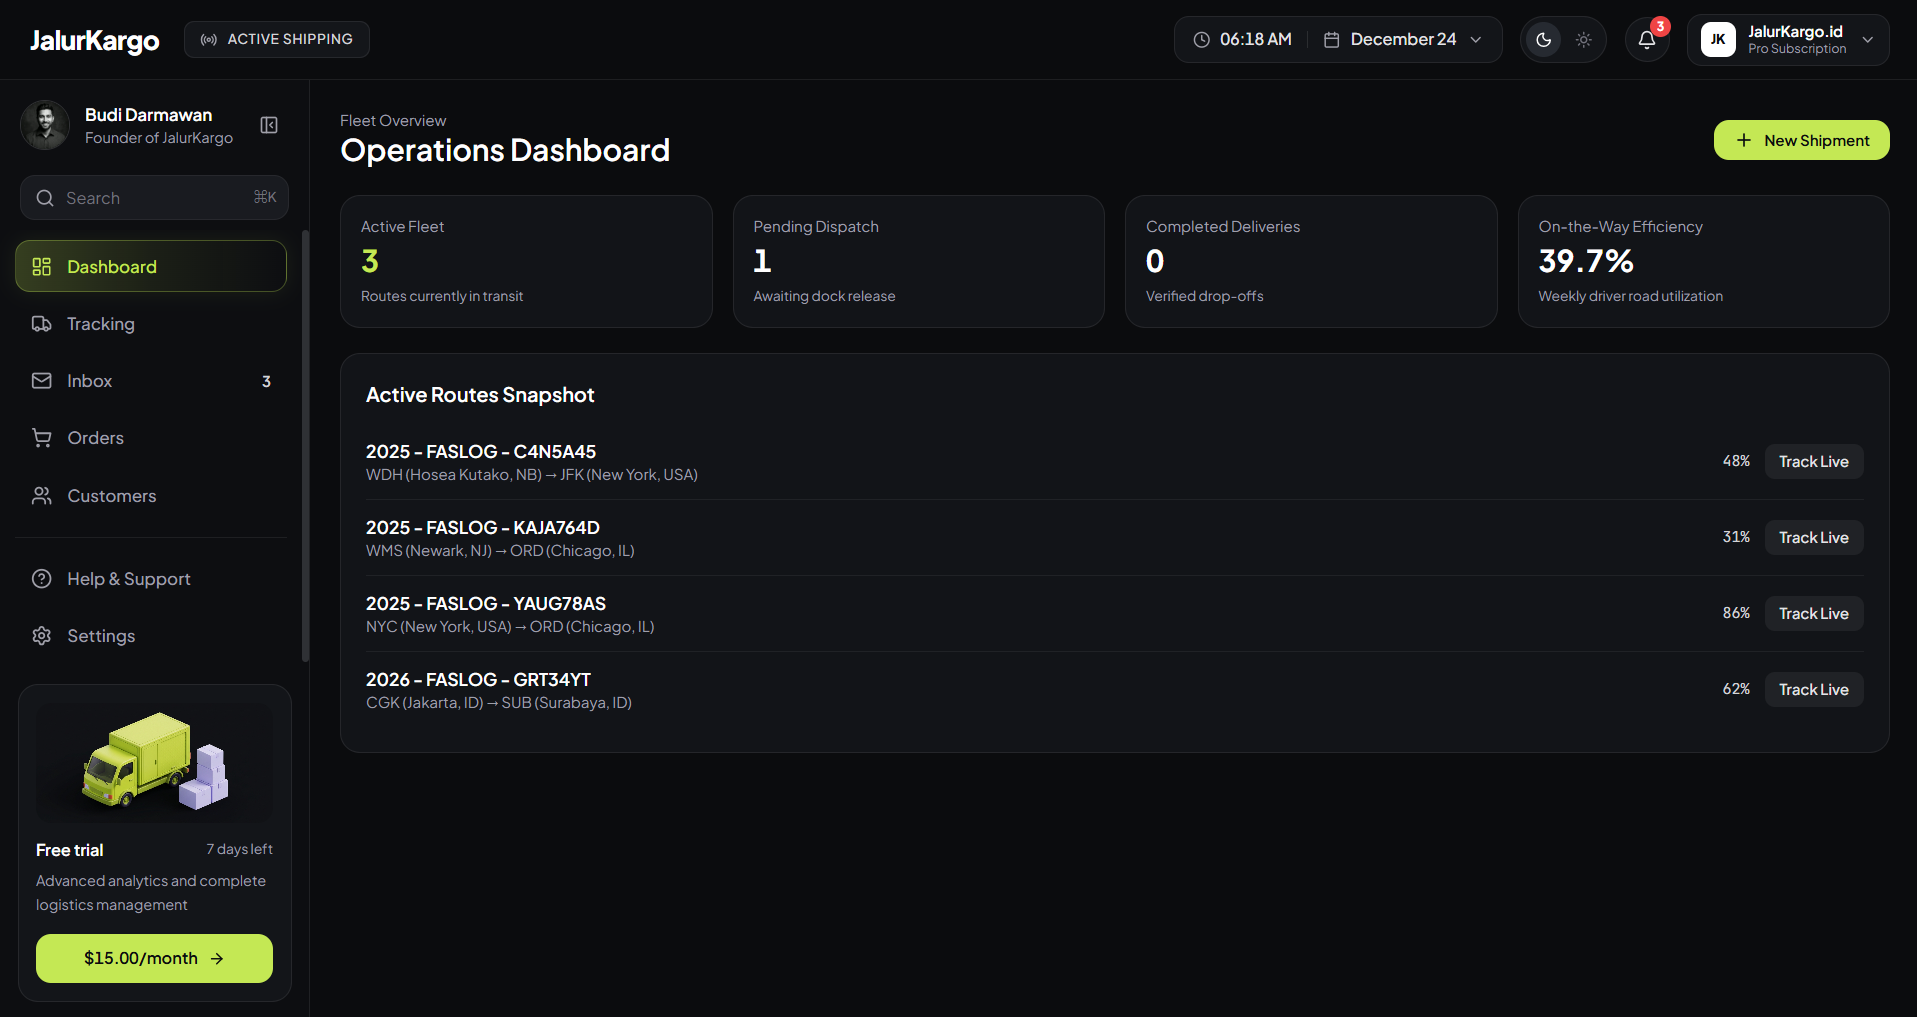 JalurKargo
ACTIVE SHIPPING
06:18 AM
December 24
3
JK
JalurKargo.id
Pro Subscription
Budi Darmawan
Founder of JalurKargo
Search
⌘K
Dashboard
Tracking
Inbox
3
Orders
Customers
Help & Support
Settings
Free trial
7 days left
Advanced analytics and complete
logistics management
$15.00/month →
Fleet Overview
Operations Dashboard
+ New Shipment
Active Fleet
3
Routes currently in transit
Pending Dispatch
1
Awaiting dock release
Completed Deliveries
0
Verified drop-offs
On-the-Way Efficiency
39.7%
Weekly driver road utilization
Active Routes Snapshot
2025 - FASLOG - C4N5A45
WDH (Hosea Kutako, NB) → JFK (New York, USA)
48%
Track Live
2025 - FASLOG - KAJA764D
WMS (Newark, NJ) → ORD (Chicago, IL)
31%
Track Live
2025 - FASLOG - YAUG78AS
NYC (New York, USA) → ORD (Chicago, IL)
86%
Track Live
2026 - FASLOG - GRT34YT
CGK (Jakarta, ID) → SUB (Surabaya, ID)
62%
Track Live